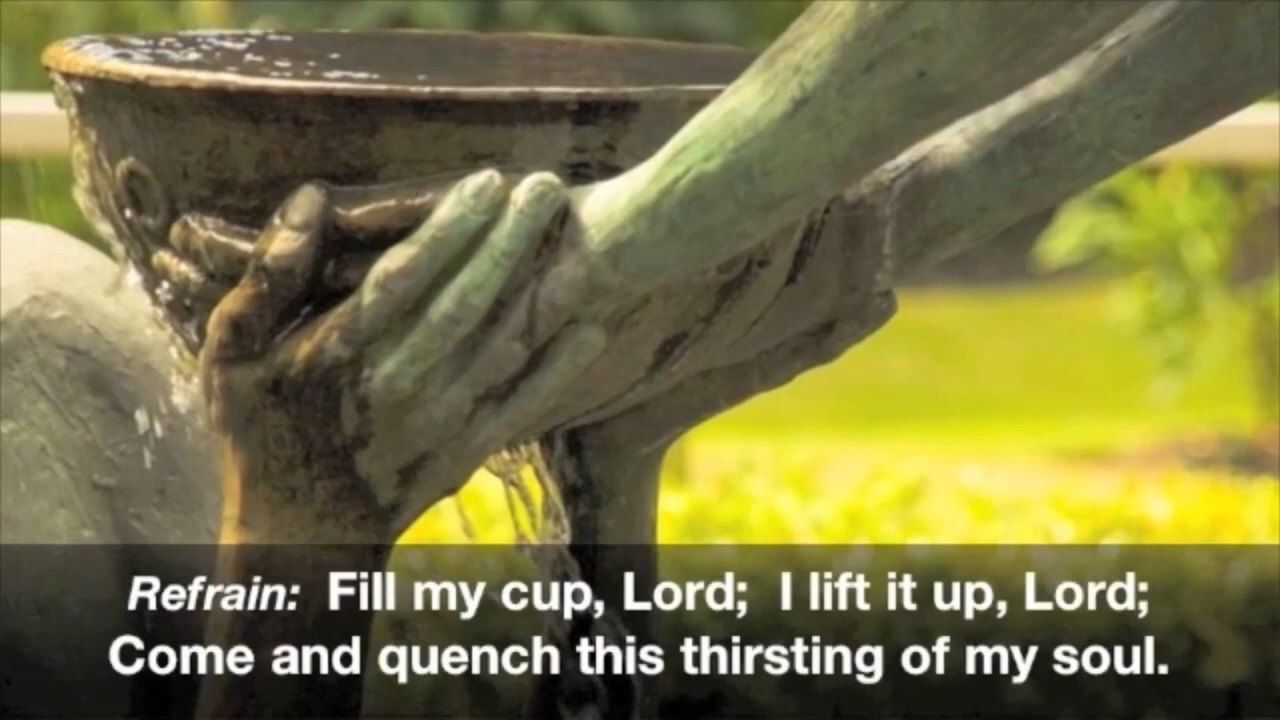 Refrain: Fill my cup, Lord; I lift it up, Lord;
Come and quench this thirsting of my soul.